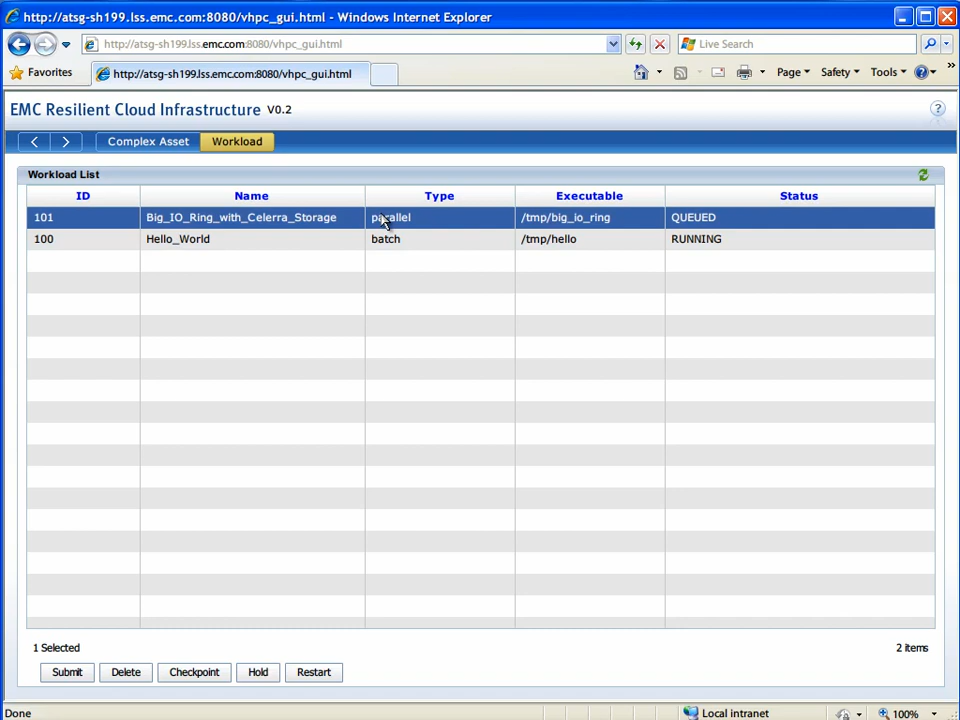 http://atsg-sh199.lss.emc.com:8080/vhpc_gui.html - Windows Internet Explorer
http://atsg-sh199.lss.emc.com:8080/vhpc_gui.html Live Search
Favorites http://atsg-sh199.lss.emc.com:8080/vhpc_gui.html Page Safety Tools
EMC Resilient Cloud Infrastructure V0.2
Complex Asset Workload
Workload List
ID Name Type Executable Status
101 Big_IO_Ring_with_Celerra_Storage parallel /tmp/big_io_ring QUEUED
100 Hello_World batch /tmp/hello RUNNING
1 Selected 2 items
Submit Delete Checkpoint Hold Restart
Done Local intranet 100%